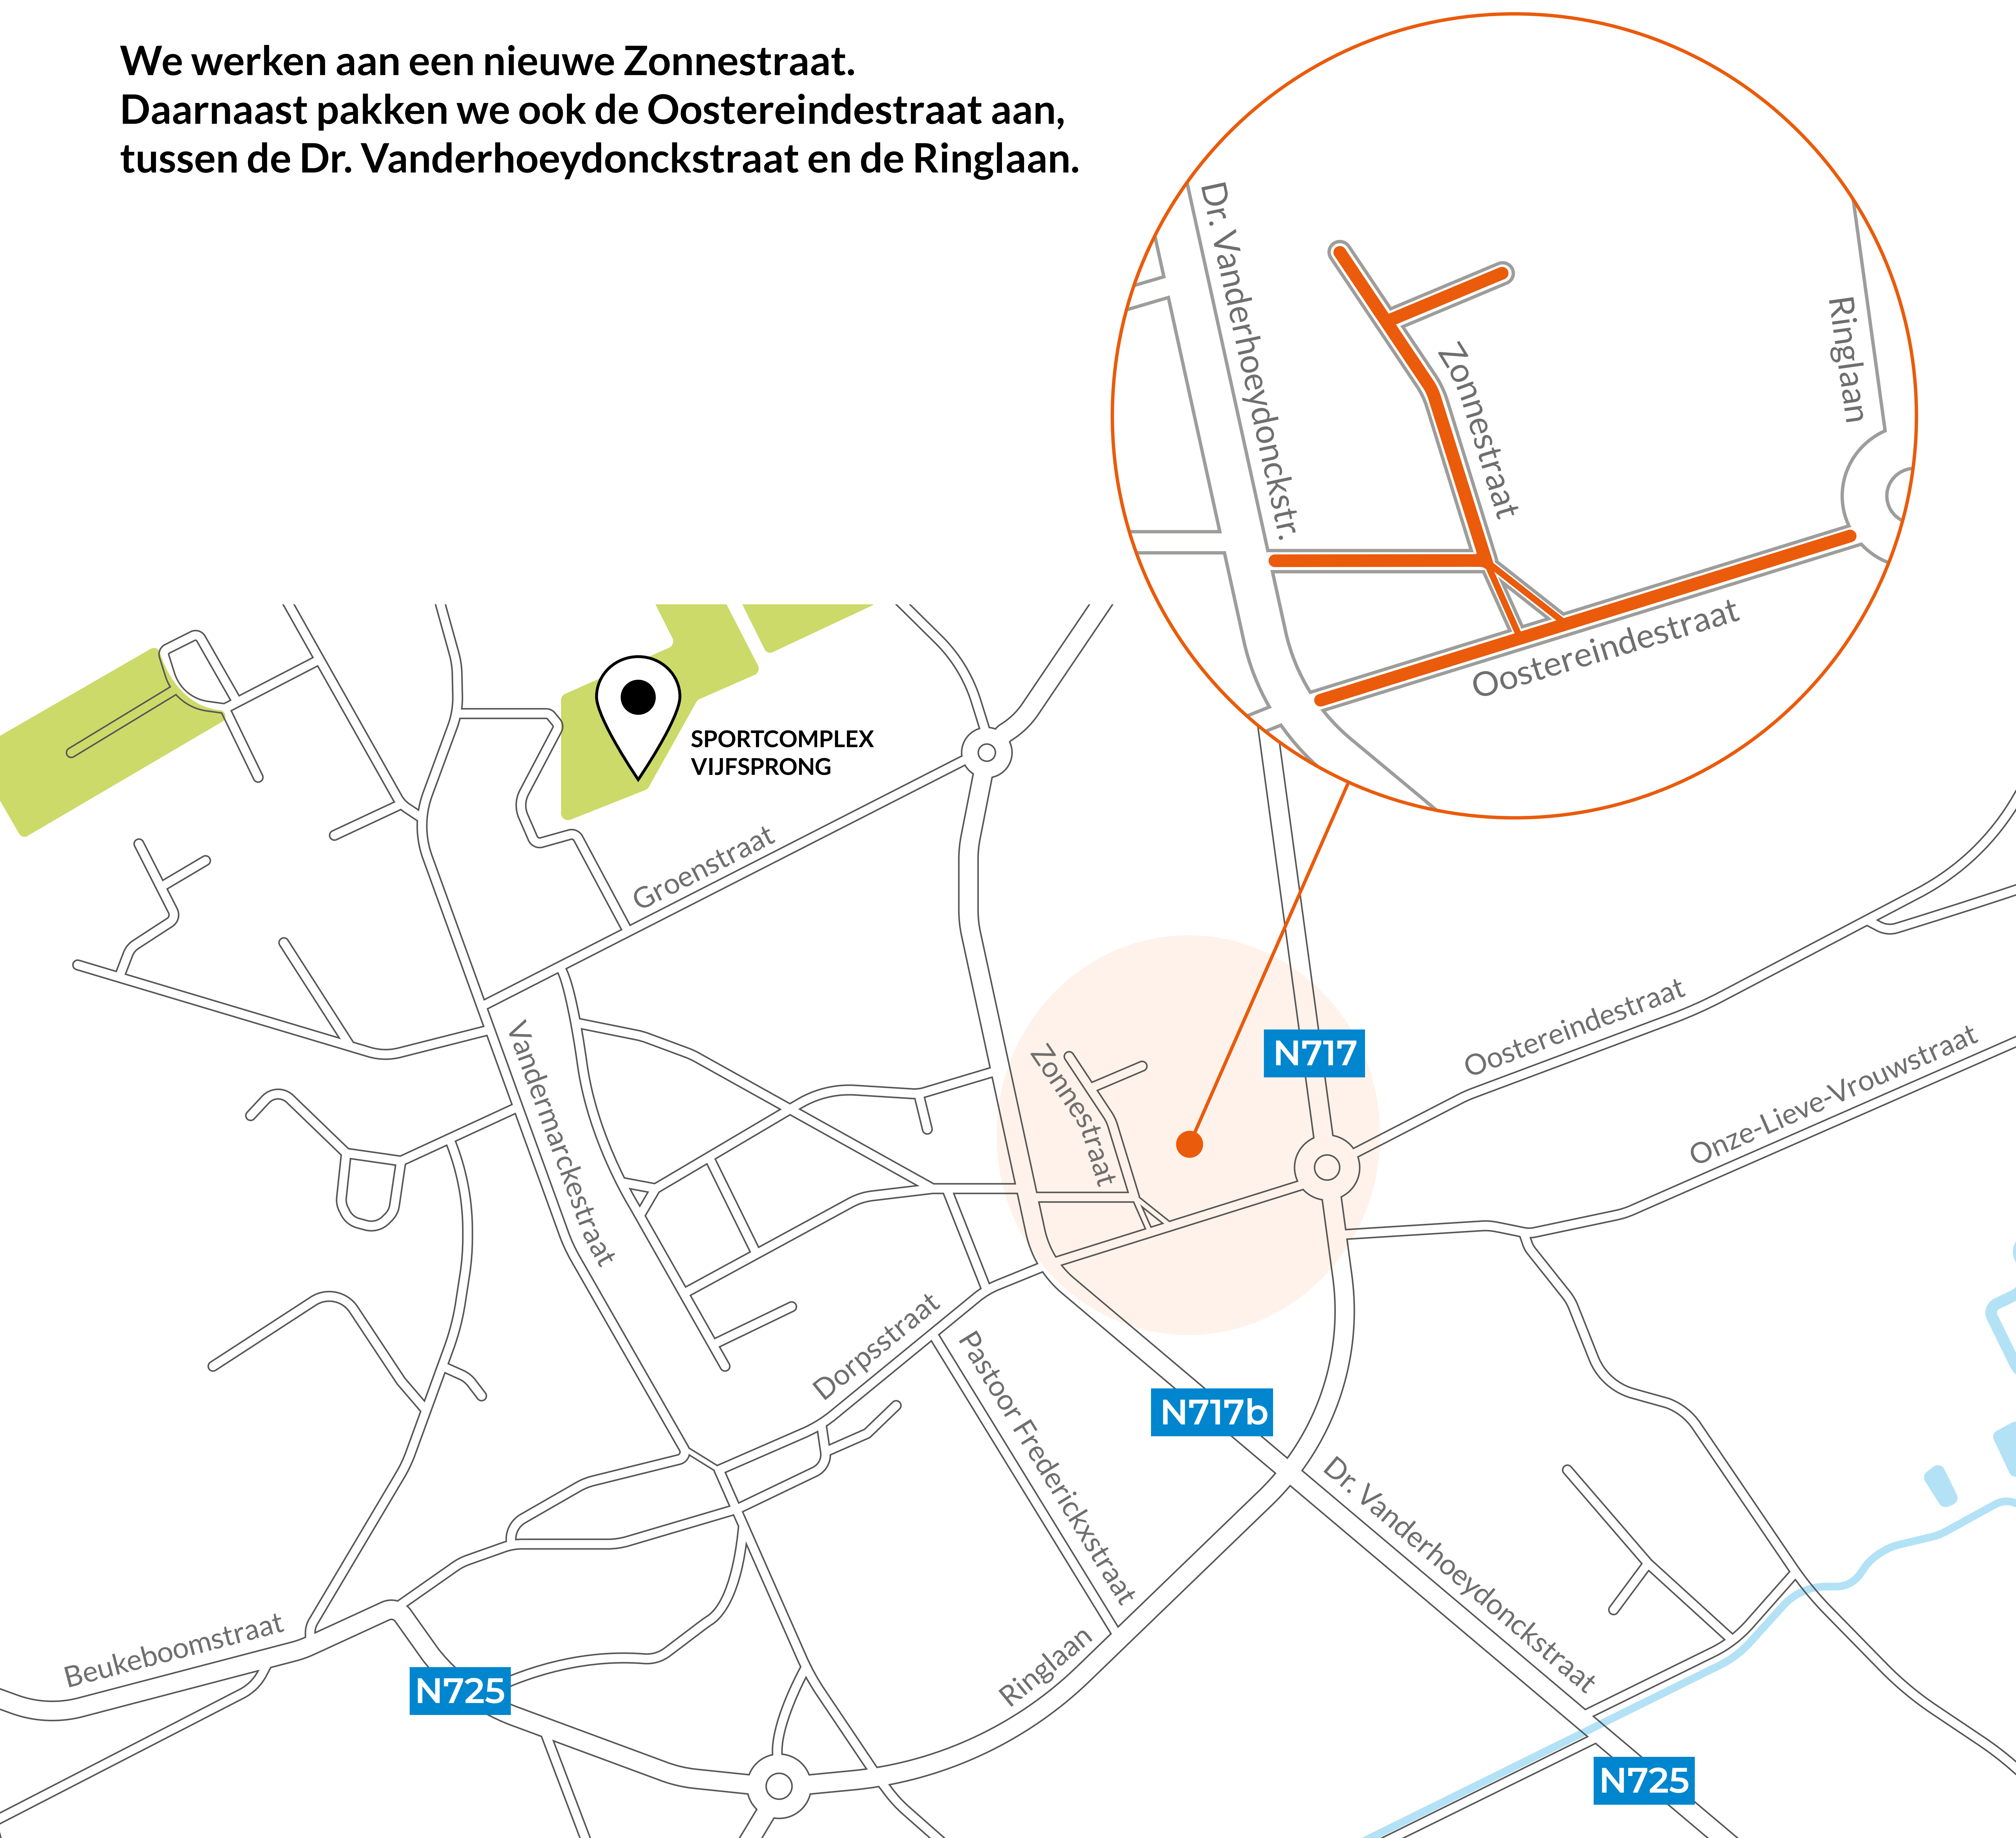 We werken aan een nieuwe Zonnestraat.
Daarnaast pakken we ook de Oostereindestraat aan,
tussen de Dr. Vanderhoeydonckstraat en de Ringlaan.
Dr. Vanderhoeydonckstr.
Zonnestraat
Ringlaan
Oostereindestraat
SPORTCOMPLEX
VIJFSPRONG
Groenstraat
Vandermarckestraat
Zonnestraat
N717
Oostereindestraat
Onze-Lieve-Vrouwstraat
Dorpsstraat
Pastoor Frederickxstraat
N717b
Dr. Vanderhoeydonckstraat
Beukeboomstraat
N725
Ringlaan
N725